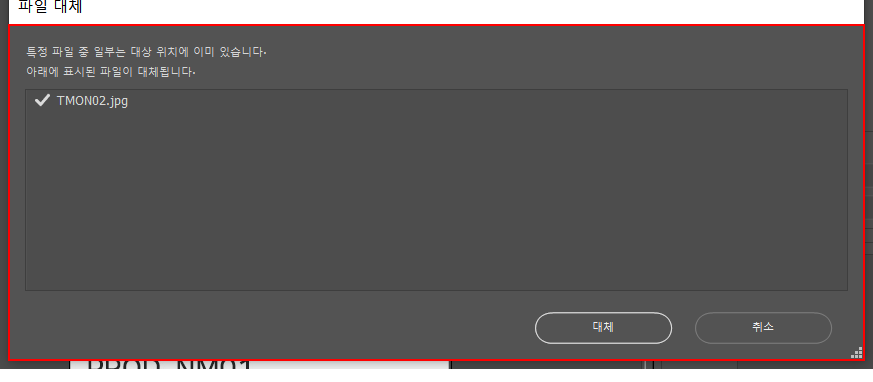 파일 대체
특정 파일 중 일부는 대상 위치에 이미 있습니다.
아래에 표시된 파일이 대체됩니다.
TMON02.jpg
대체
취소
PROD_NM01